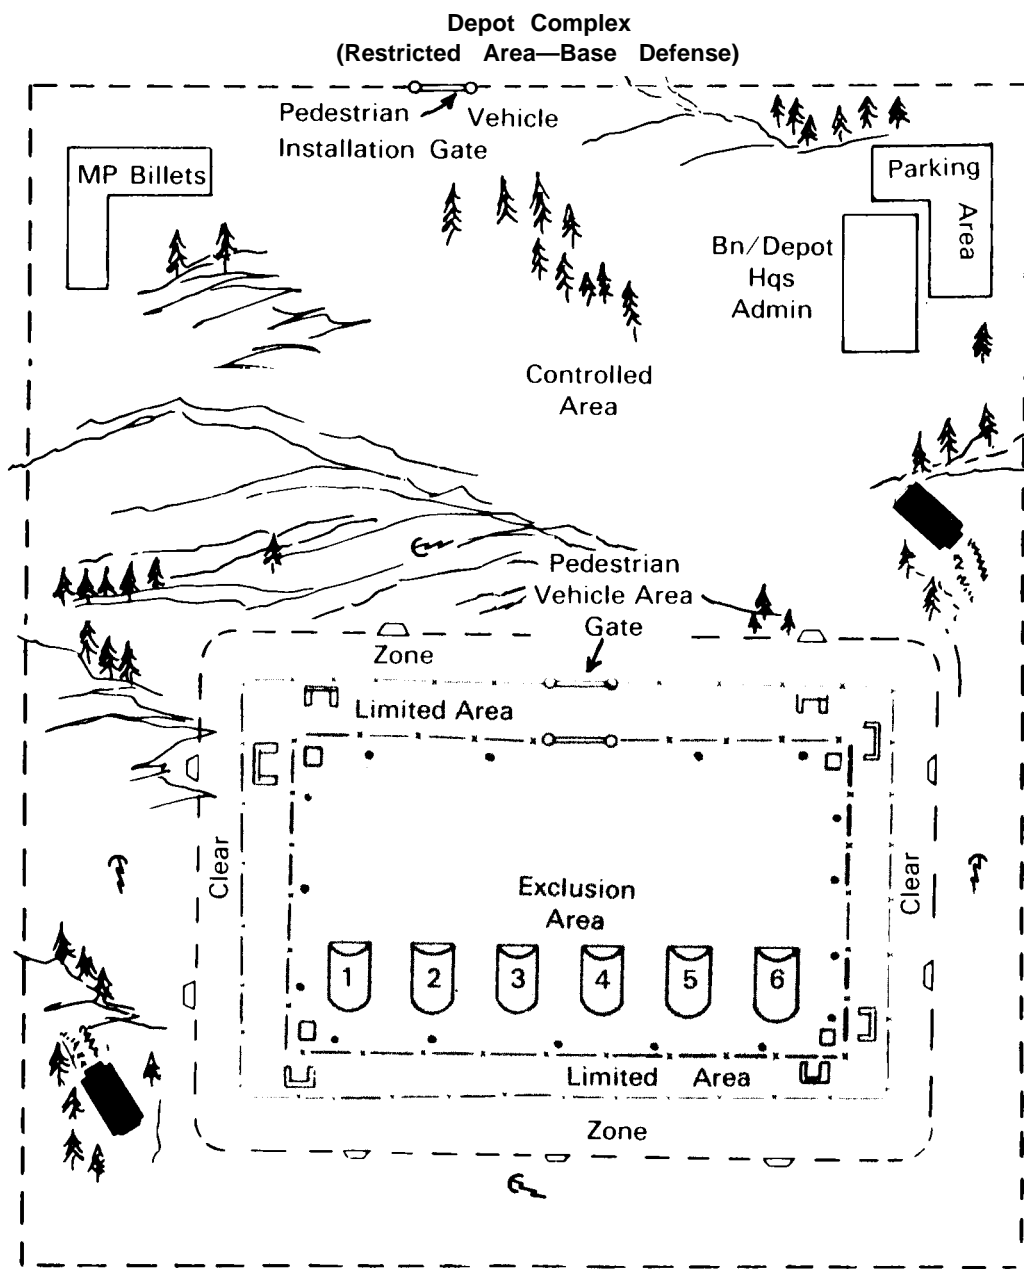 Depot Complex
(Restricted Area—Base Defense)
Pedestrian Vehicle
Installation Gate
MP Billets
Parking
Area
Bn/Depot
Hqs
Admin
Controlled
Area
Pedestrian
Vehicle Area
Gate
Zone
Limited Area
Clear
Clear
Exclusion
Area
1 2 3 4 5 6
Limited Area
Zone